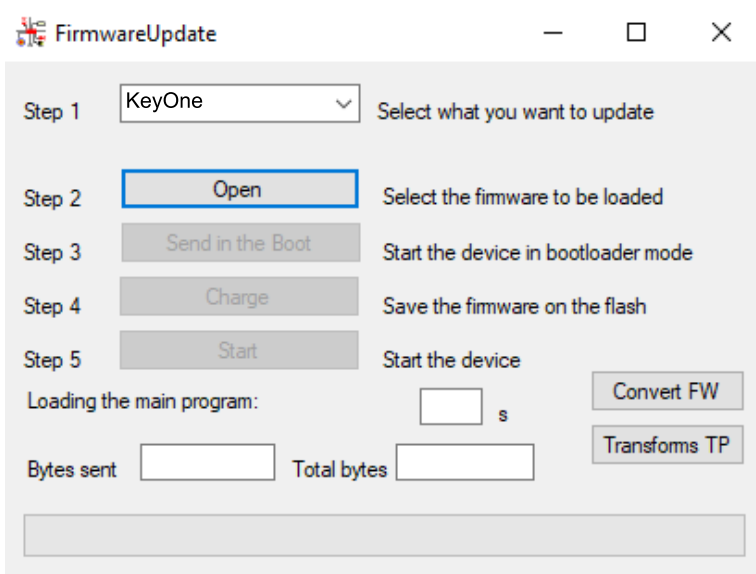 FirmwareUpdate
Step 1 KeyOne Select what you want to update
Step 2 Open Select the firmware to be loaded
Step 3 Send in the Boot Start the device in bootloader mode
Step 4 Charge Save the firmware on the flash
Step 5 Start Start the device
Loading the main program: s Convert FW
Transforms TP
Bytes sent Total bytes